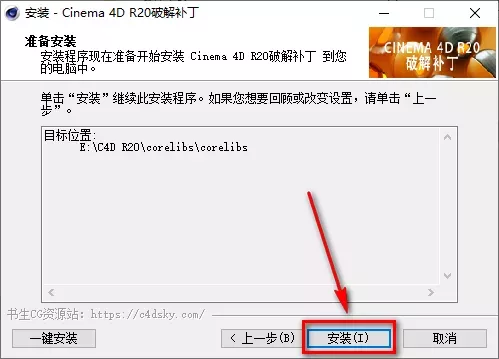 安装 - Cinema 4D R20破解补丁
准备安装
安装程序现在准备开始安装 Cinema 4D R20破解补丁 到您
的电脑中。
CINEMA 4D R20
破解补丁
单击“安装”继续此安装程序。如果您想要回顾或改变设置，请单击“上一
步”。
目标位置:
E:\C4D R20\corelibs\corelibs
书生CG资源站: https://c4dsky.com/
一键安装
< 上一步(B)
安装(I)
取消